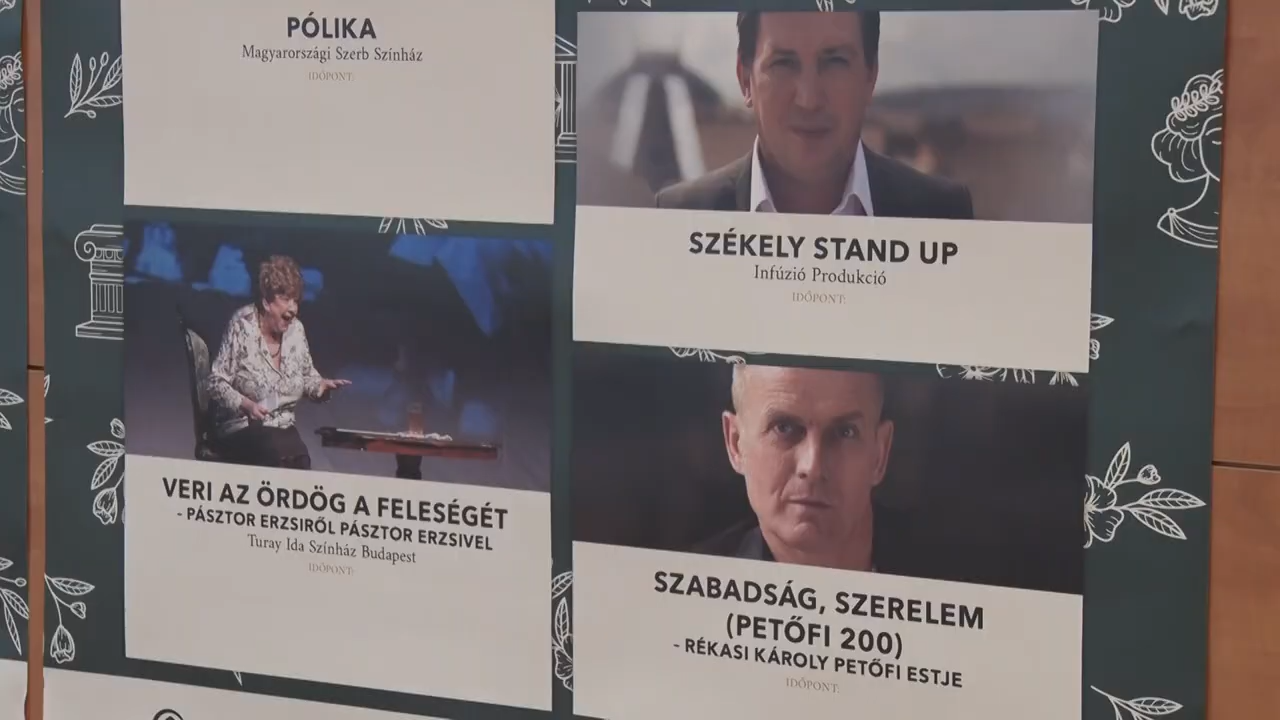 PÓLIKA
Magyarországi Szerb Színház
IDŐPONT:
SZÉKELY STAND UP
Infúzió Produkció
IDŐPONT:
VERI AZ ÖRDÖG A FELESÉGÉT
- PÁSZTOR ERZSIRŐL PÁSZTOR ERZSIVEL
Turay Ida Színház Budapest
IDŐPONT:
SZABADSÁG, SZERELEM
(PETŐFI 200)
- RÉKASI KÁROLY PETŐFI ESTJE
IDŐPONT: